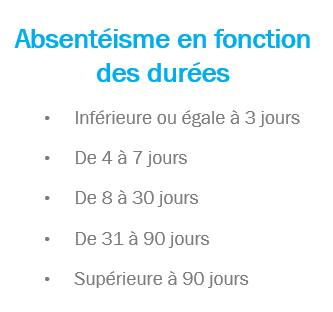 Absentéisme en fonction
des durées
• Inférieure ou égale à 3 jours
• De 4 à 7 jours
• De 8 à 30 jours
• De 31 à 90 jours
• Supérieure à 90 jours